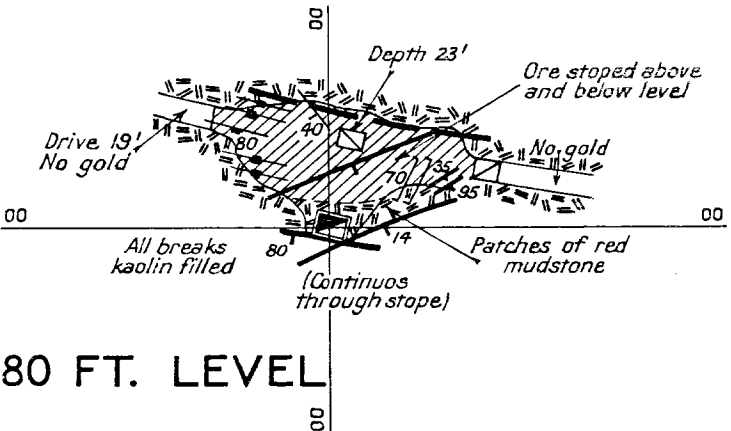 00
Depth 23'
Ore stoped above
and below level
Drive 19'
No gold
40
80
No gold
70
35
95
00
00
All breaks
kaolin filled
80
14
Patches of red
mudstone
(Continuos
through stope)
80 FT. LEVEL
00